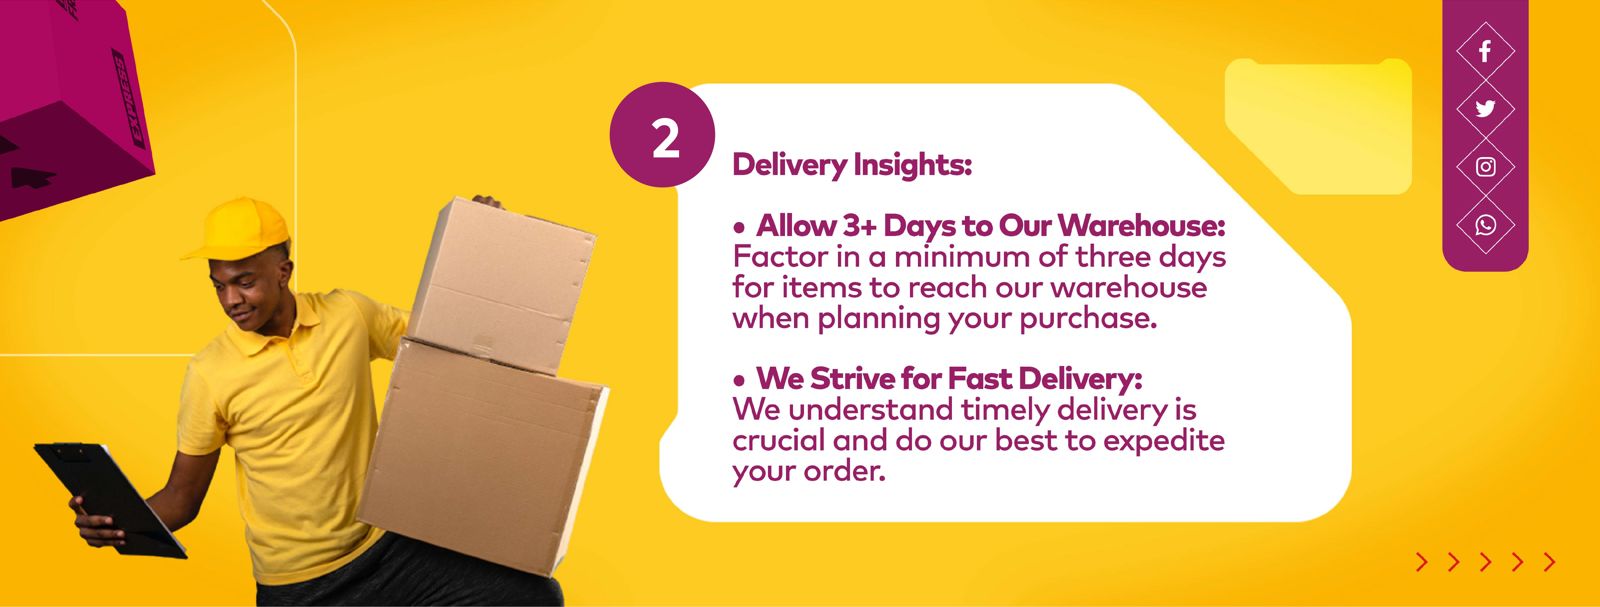 EXPRESS
2
Delivery Insights:
• Allow 3+ Days to Our Warehouse:
Factor in a minimum of three days
for items to reach our warehouse
when planning your purchase.
• We Strive for Fast Delivery:
We understand timely delivery is
crucial and do our best to expedite
your order.